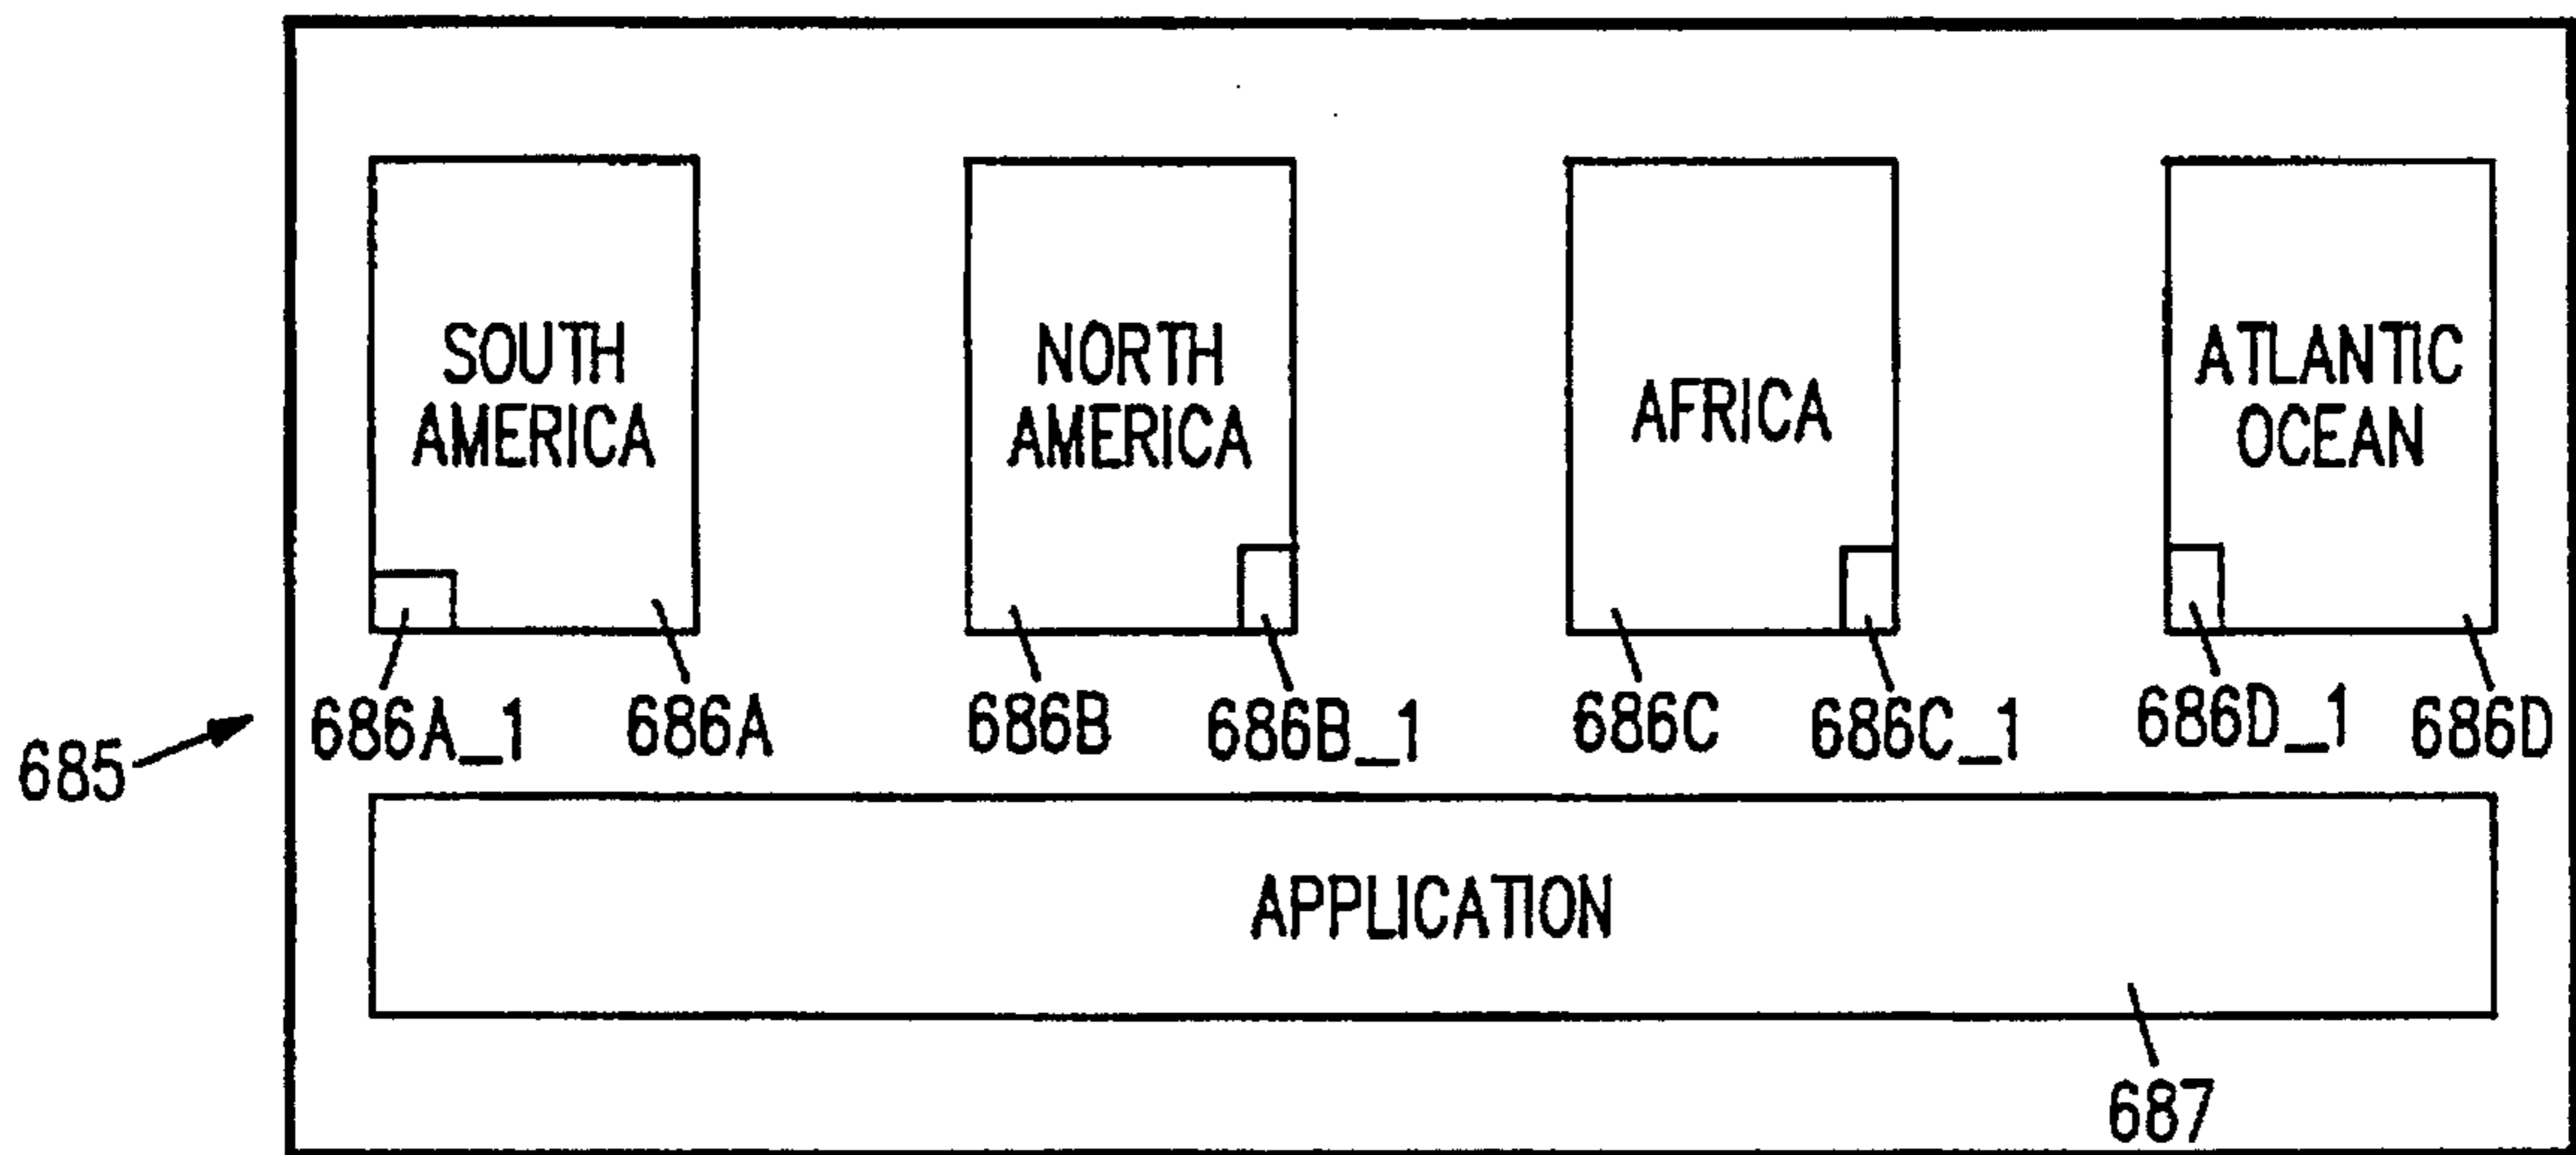 SOUTH
AMERICA
NORTH
AMERICA
AFRICA
ATLANTIC
OCEAN
686A_1
686A
686B
686B_1
686C
686C_1
686D_1
686D
685
APPLICATION
687